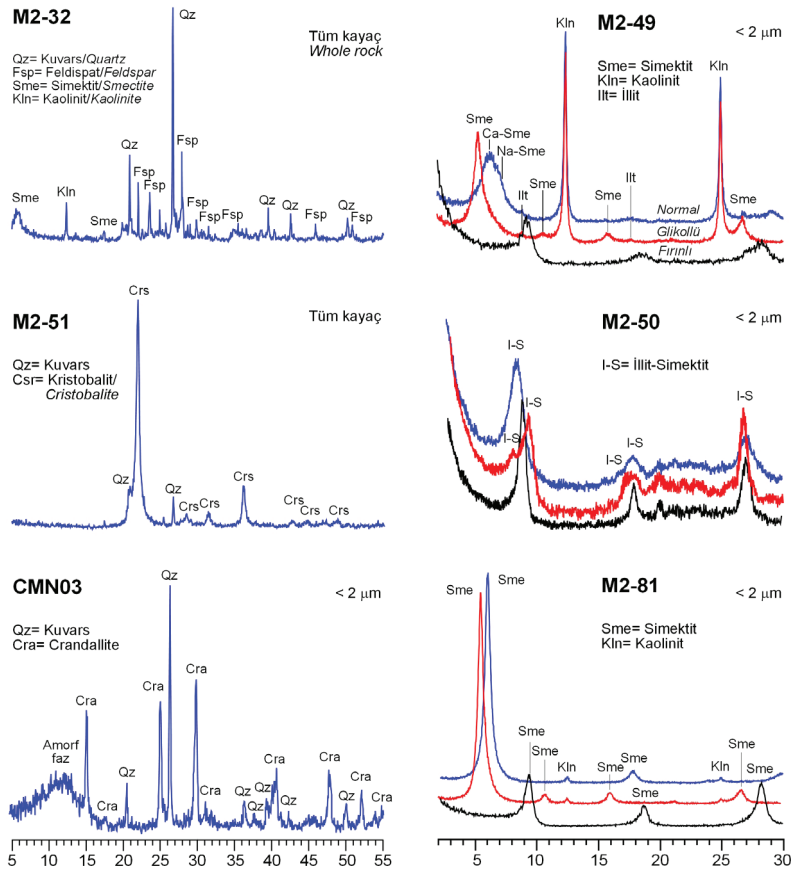 M2-32
Tüm kayaç
Whole rock
Qz= Kuvars/Quartz
Fsp= Feldispat/Feldspar
Sme= Simektit/Smectite
Kln= Kaolinit/Kaolinite
Qz
Qz
Fsp
Fsp
Fsp
Sme
Kln
Sme
Fsp
Fsp
Fsp
Qz
Qz
Fsp
Qz
Fsp
M2-49
< 2 µm
Sme= Simektit
Kln= Kaolinit
Ilt= İllit
Kln
Kln
Sme
Ca-Sme
Na-Sme
Ilt
Sme
Sme
Ilt
Sme
Normal
Glikollü
Fırınlı
M2-51
Tüm kayaç
Qz= Kuvars
Csr= Kristobalit/
Cristobalite
Crs
Qz
Qz
Crs
Crs
Crs
Crs
Crs
Crs
M2-50
< 2 µm
I-S= İllit-Simektit
I-S
I-S
I-S
I-S
I-S
I-S
CMN03
< 2 µm
Qz= Kuvars
Cra= Crandallite
Amorf
faz
Cra
Cra
Qz
Cra
Qz
Cra
Cra
Qz
Qz
Qz
Cra
Qz
Cra
Qz
Cra
Cra
5 10 15 20 25 30 35 40 45 50 55
M2-81
< 2 µm
Sme= Simektit
Kln= Kaolinit
Sme
Sme
Sme
Sme
Kln
Sme
Sme
Sme
Kln
Sme
Sme
5 10 15 20 25 30